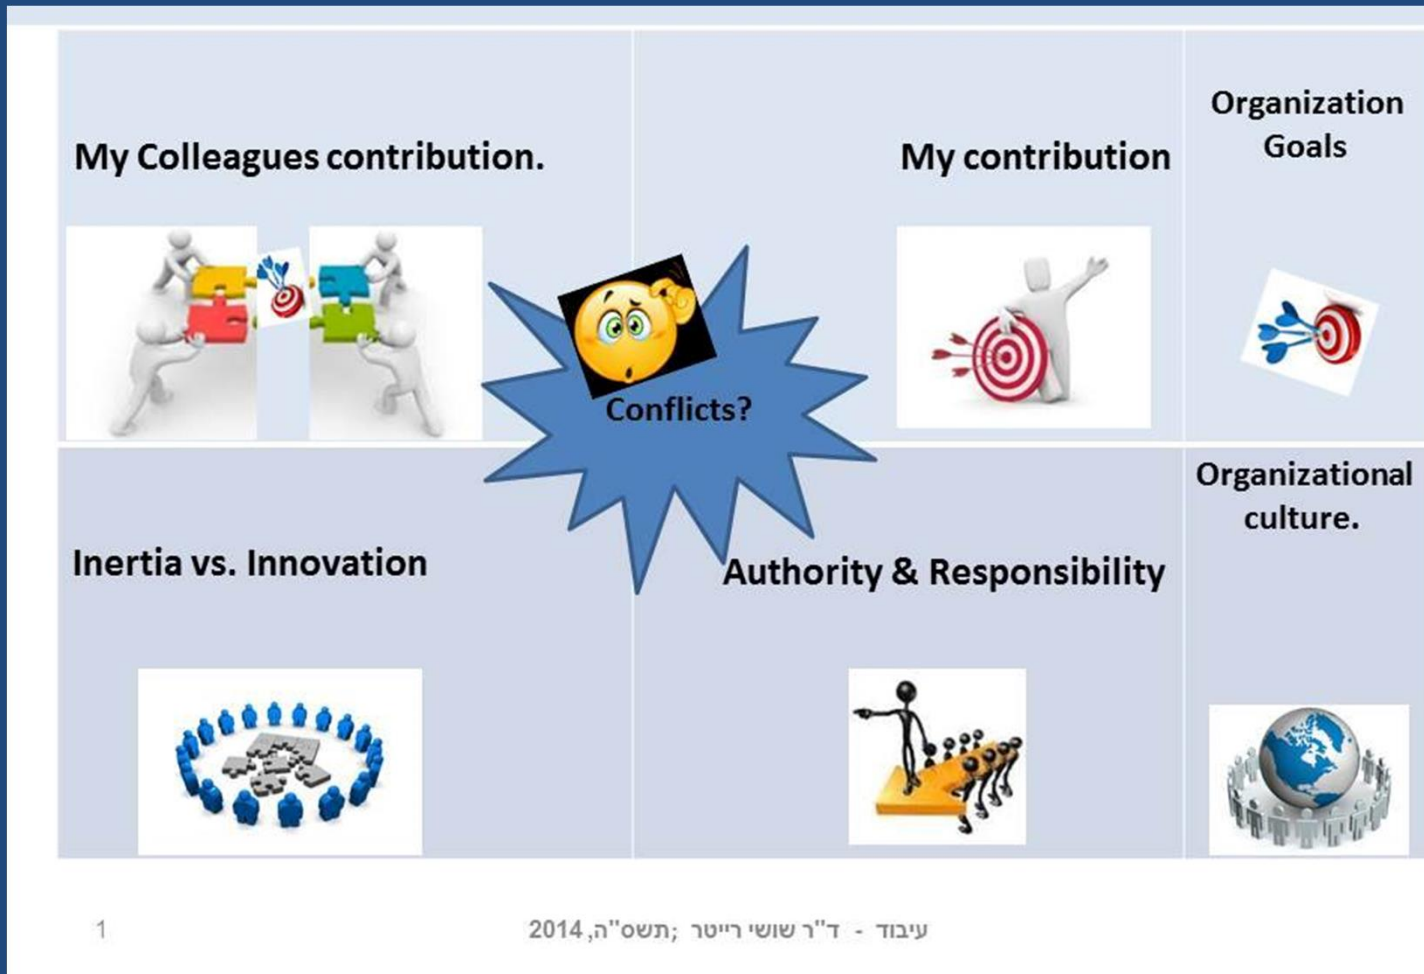 My Colleagues contribution.
My contribution
Organization
Goals
Conflicts?
Inertia vs. Innovation
Authority & Responsibility
Organizational
culture.
1
עיבוד - ד"ר שושי רייטר ;תשס"ה, 2014